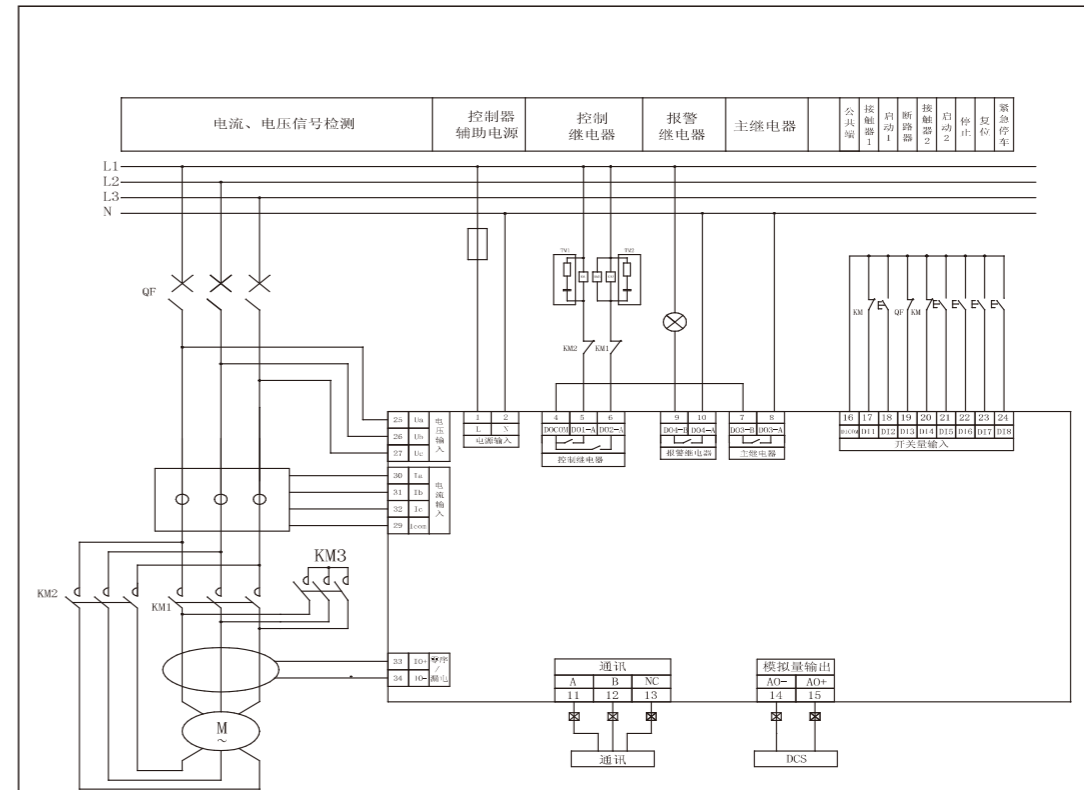 电流、电压信号检测
控制器
辅助电源
控制
继电器
报警
继电器
主继电器
公共端
接触器1
启动1
断路器
接触器2
启动2
停止
复位
紧急停车
L1
L2
L3
N
QF
KM2 KM1
KM QF KM
25 Ua
26 Ub
27 Uc
电压输入
1 2
L N
电源输入
4 5 6
DOCOM DO1-A DO2-A
控制继电器
9 10
DO4-B DO4-A
报警继电器
7 8
DO3-B DO3-A
主继电器
16 17 18 19 20 21 22 23 24
DICOM DI1 DI2 DI3 DI4 DI5 DI6 DI7 DI8
开关量输入
30 Ia
31 Ib
32 Ic
29 Icom
电流输入
KM3
KM2
KM1
33 I0+
34 I0-
零序
/
漏电
M
~
通讯
A B NC
11 12 13
通讯
模拟量输出
AO- AO+
14 15
DCS